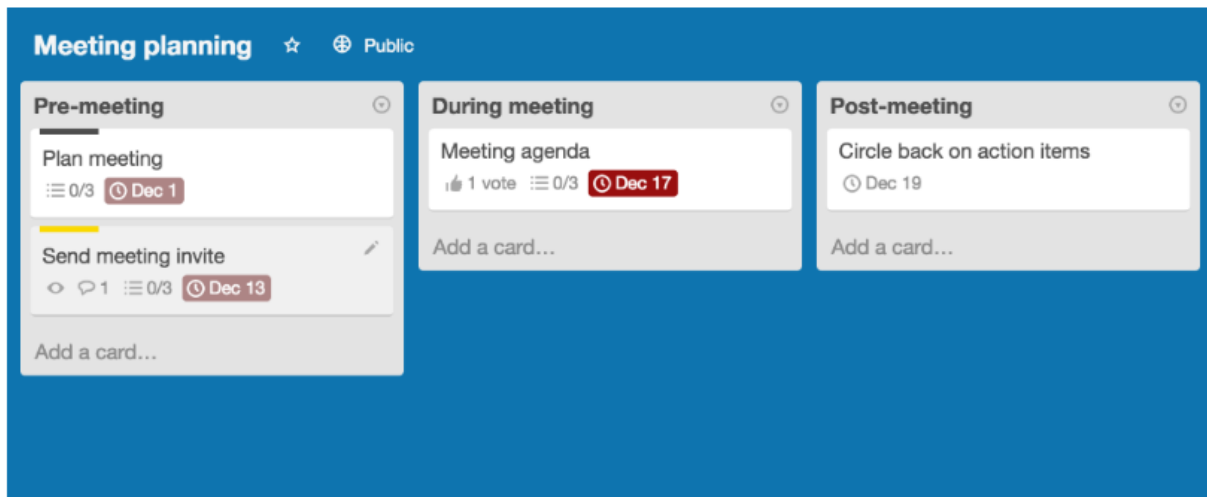 Meeting planning Public
Pre-meeting
Plan meeting
0/3 Dec 1
Send meeting invite
1 0/3 Dec 13
Add a card…
During meeting
Meeting agenda
1 vote 0/3 Dec 17
Add a card…
Post-meeting
Circle back on action items
Dec 19
Add a card…